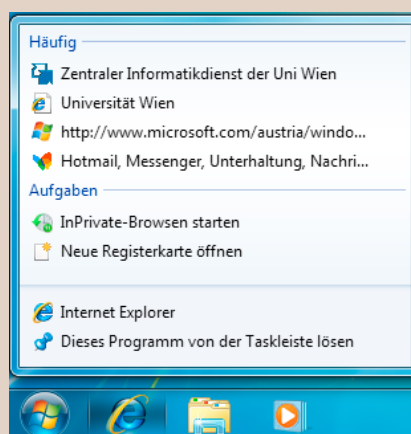 Häufig
Zentraler Informatikdienst der Uni Wien
Universität Wien
http://www.microsoft.com/austria/windo...
Hotmail, Messenger, Unterhaltung, Nachri...
Aufgaben
InPrivate-Browsen starten
Neue Registerkarte öffnen
Internet Explorer
Dieses Programm von der Taskleiste lösen